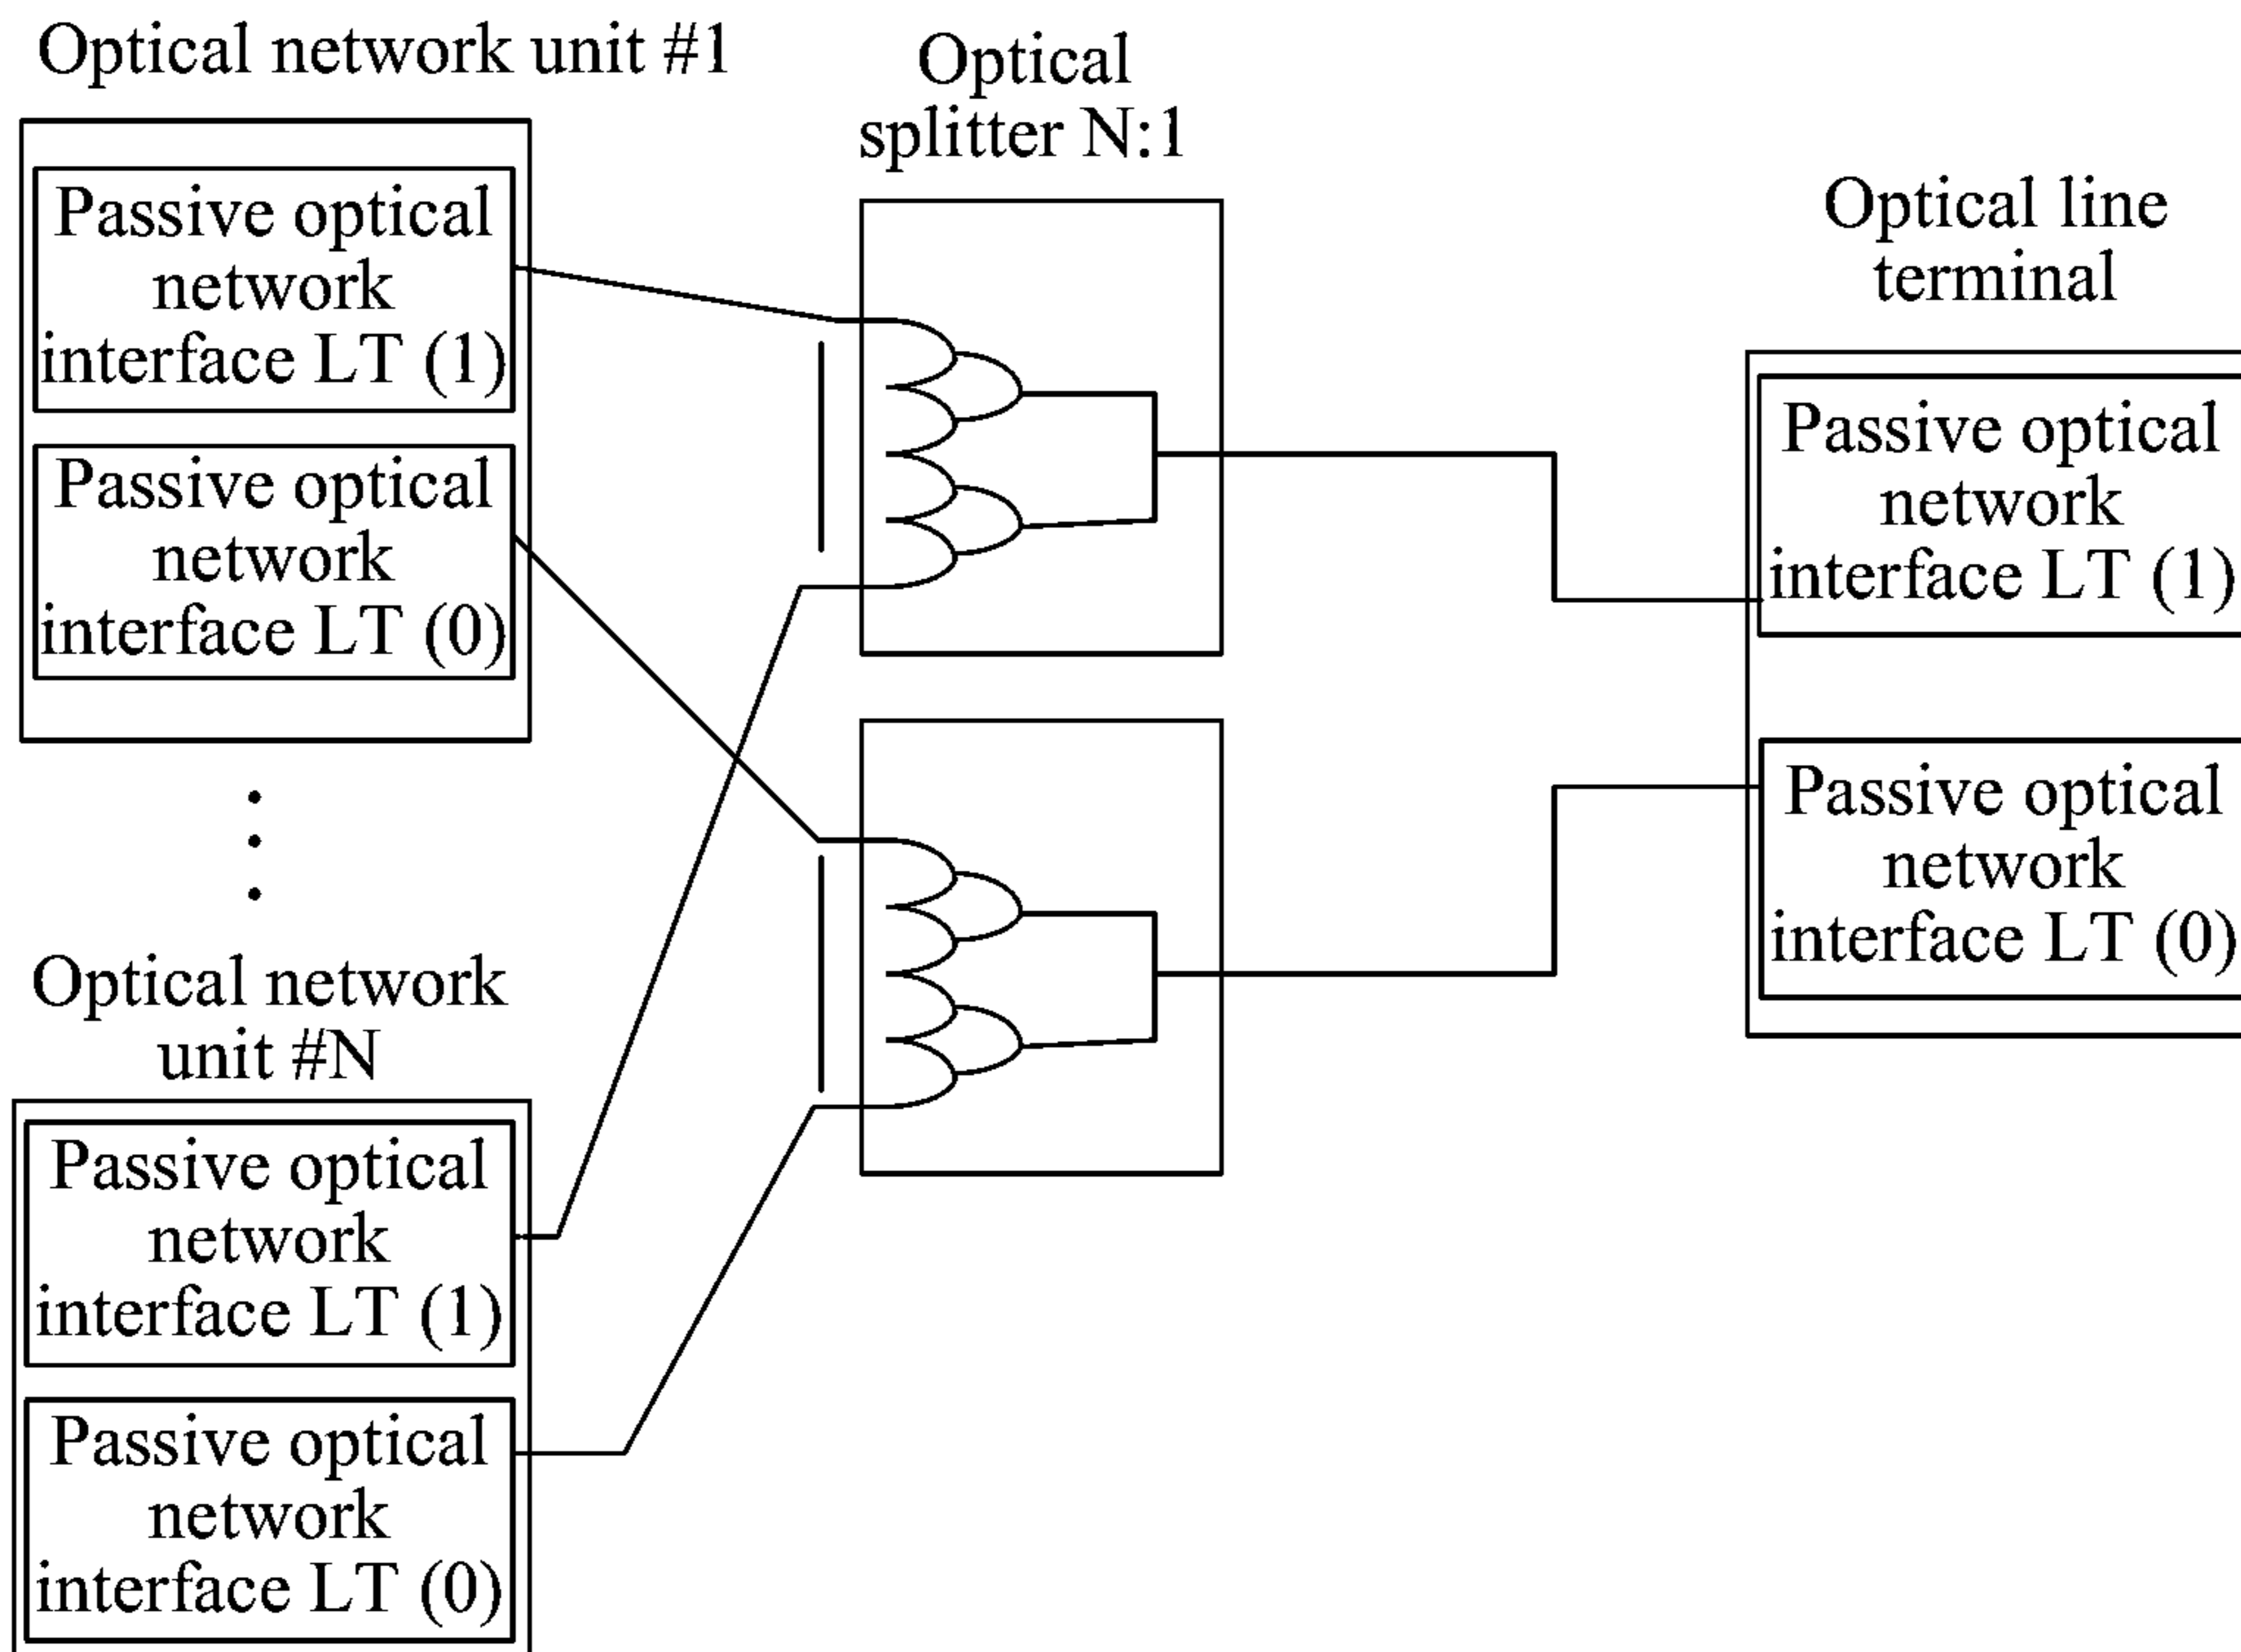 Optical network unit #1
Passive optical
network
interface LT (1)
Passive optical
network
interface LT (0)
Optical network
unit #N
Passive optical
network
interface LT (1)
Passive optical
network
interface LT (0)
Optical
splitter N:1
Optical line
terminal
Passive optical
network
interface LT (1)
Passive optical
network
interface LT (0)